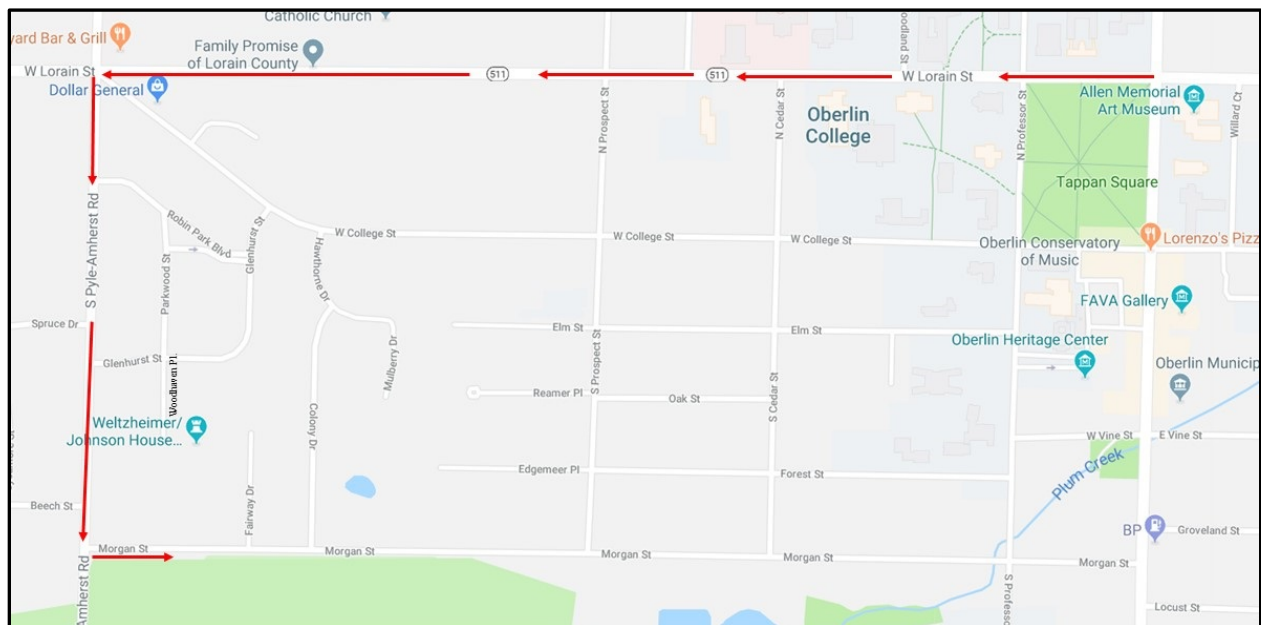 Catholic Church
yard Bar & Grill
Family Promise
of Lorain County
oodland St
W Lorain St
511
511
W Lorain St
Dollar General
Allen Memorial
Art Museum
Oberlin
College
N Prospect St
N Cedar St
N Professor St
Willard Ct
Tappan Square
S Pyle-Amherst Rd
Robin Park Blvd
Glenhurst St
Hawthorne Dr
W College St
W College St
W College St
Oberlin Conservatory
of Music
Lorenzo's Pizz
Parkwood St
FAVA Gallery
Spruce Dr
Elm St
Elm St
Oberlin Heritage Center
Glenhurst St
Woodhaven Pl.
Mulberry Dr
S Prospect St
S Cedar St
Oberlin Municip
Reamer Pl
Oak St
Weltzheimer/
Johnson House...
Colony Dr
W Vine St
E Vine St
Edgemeer Pl
Forest St
Plum Creek
Beech St
Fairway Dr
BP
Groveland St
Morgan St
Morgan St
Morgan St
Morgan St
Morgan St
Amherst Rd
S Professo
Locust St